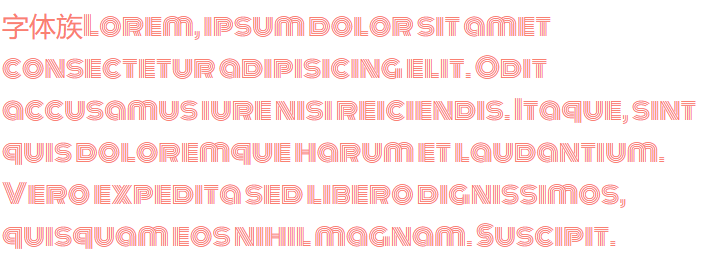 字体族Lorem, ipsum dolor sit amet
consectetur adipisicing elit. Odit
accusamus iure nisi reiciendis. Itaque, sint
quis doloremque harum et laudantium.
Vero expedita sed libero dignissimos,
quisquam eos nihil magnam. Suscipit.